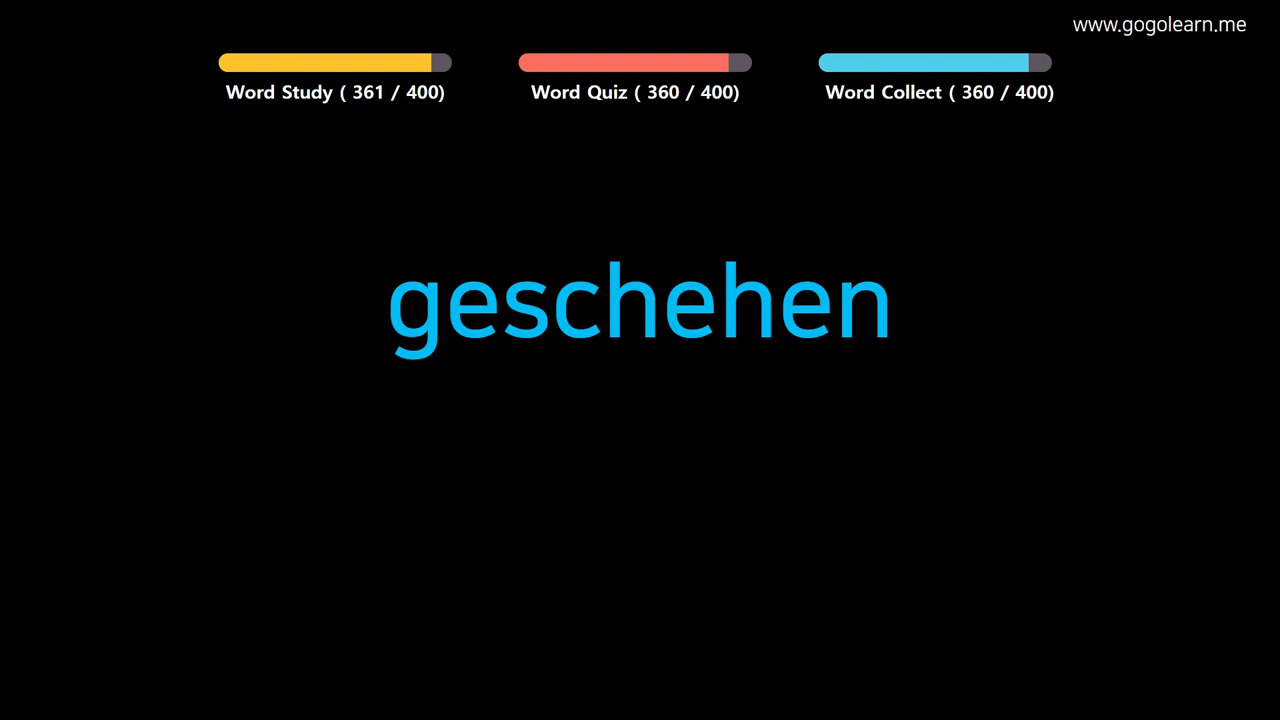 www.gogolearn.me
Word Study ( 361 / 400)
Word Quiz ( 360 / 400)
Word Collect ( 360 / 400)
geschehen